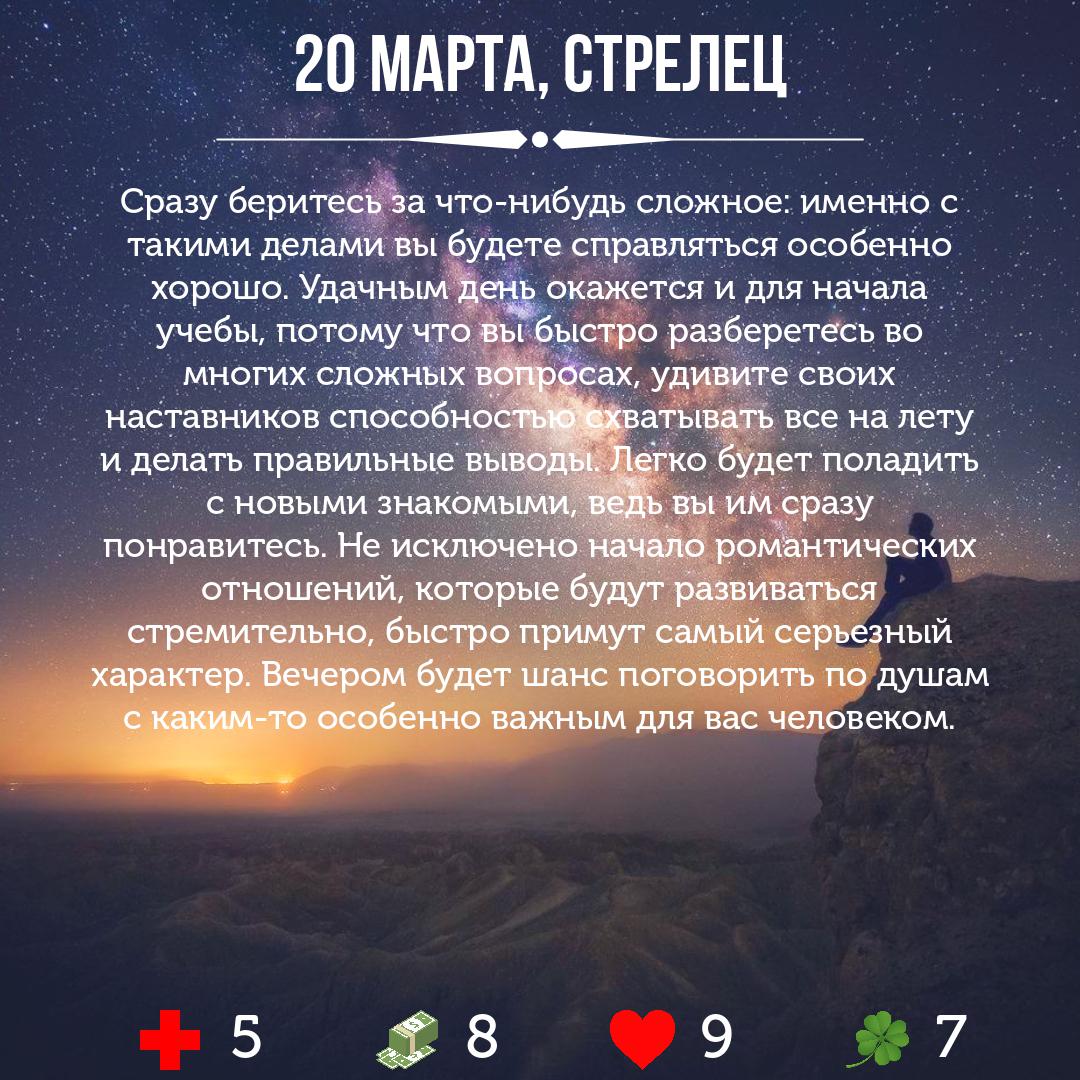 20 МАРТА, СТРЕЛЕЦ
Сразу беритесь за что-нибудь сложное: именно с
такими делами вы будете справляться особенно
хорошо. Удачным день окажется и для начала
учебы, потому что вы быстро разберетесь во
многих сложных вопросах, удивите своих
наставников способностью схватывать все на лету
и делать правильные выводы. Легко будет поладить
с новыми знакомыми, ведь вы им сразу
понравитесь. Не исключено начало романтических
отношений, которые будут развиваться
стремительно, быстро примут самый серьезный
характер. Вечером будет шанс поговорить по душам
с каким-то особенно важным для вас человеком.
5 8 9 7